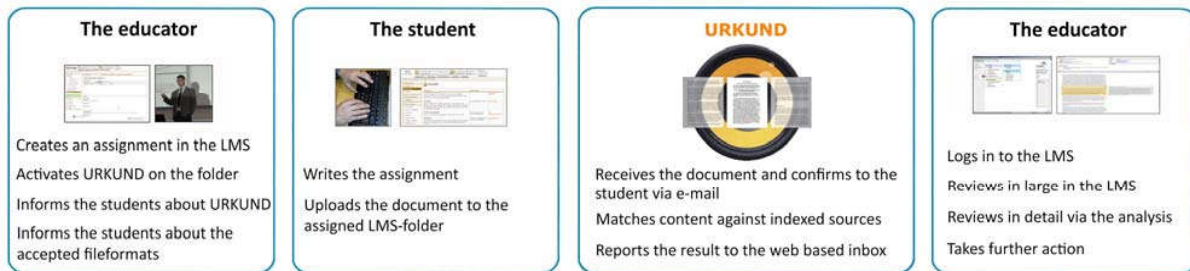 The educator
Creates an assignment in the LMS
Activates URKUND on the folder
Informs the students about URKUND
Informs the students about the
accepted fileformats
The student
Writes the assignment
Uploads the document to the
assigned LMS-folder
URKUND
Receives the document and confirms to the
student via e-mail
Matches content against indexed sources
Reports the result to the web based inbox
The educator
Logs in to the LMS
Reviews in large in the LMS
Reviews in detail via the analysis
Takes further action